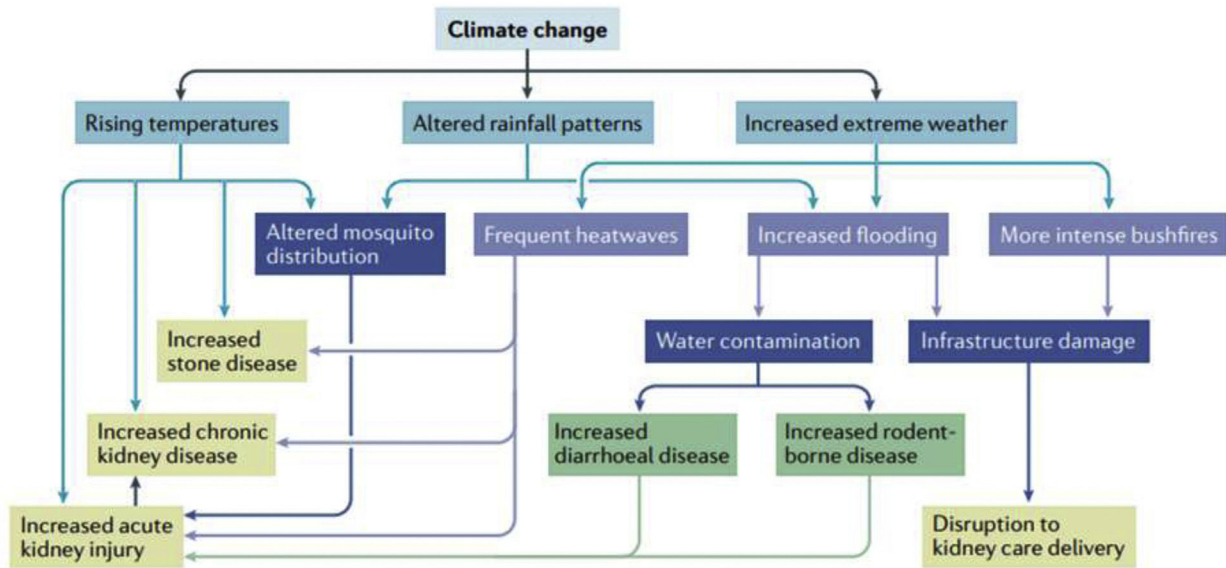 Climate change
Rising temperatures
Altered rainfall patterns
Increased extreme weather
Altered mosquito
distribution
Frequent heatwaves
Increased flooding
More intense bushfires
Increased
stone disease
Water contamination
Infrastructure damage
Increased chronic
kidney disease
Increased
diarrhoeal disease
Increased rodent-
borne disease
Increased acute
kidney injury
Disruption to
kidney care delivery